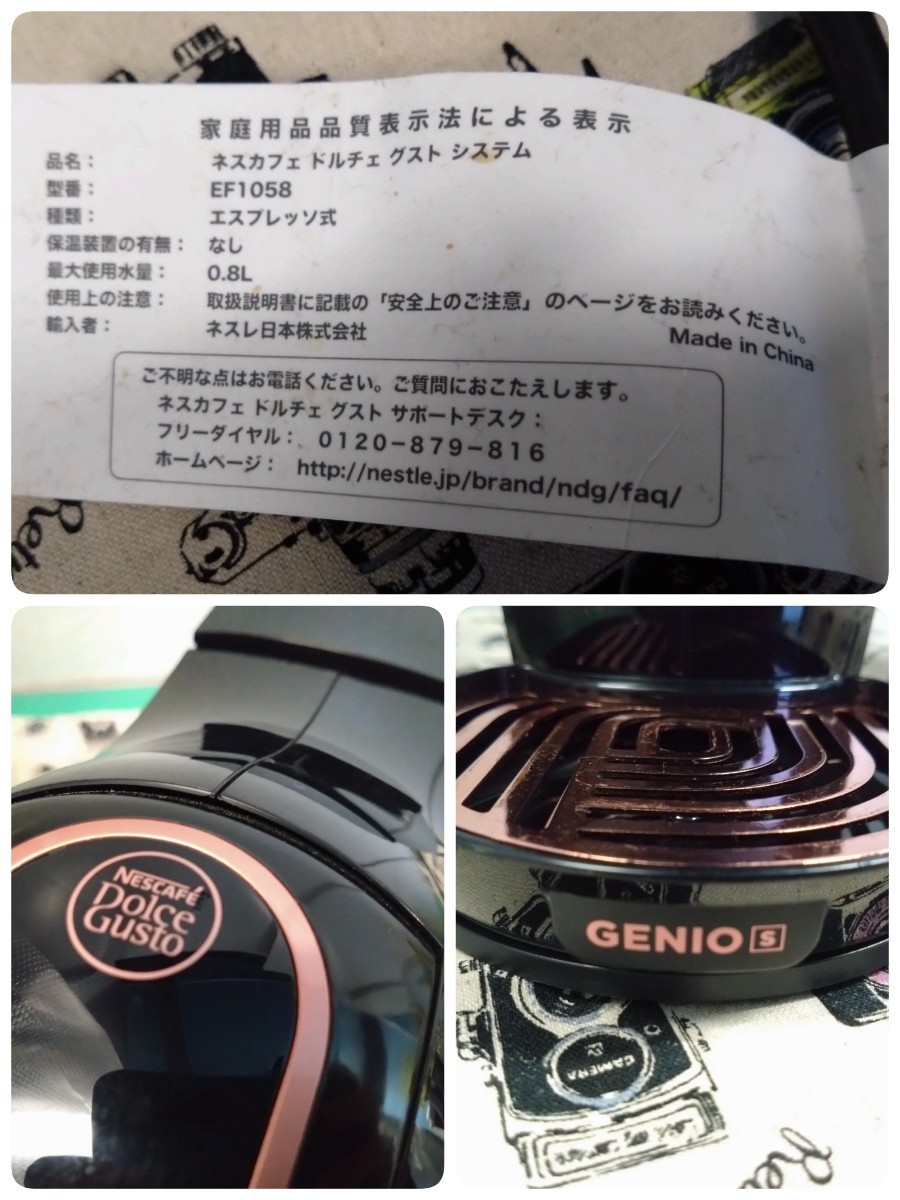 家庭用品品質表示法による表示
品名： ネスカフェ ドルチェ グスト システム
型番： EF1058
種類： エスプレッソ式
保温装置の有無： なし
最大使用水量： 0.8L
使用上の注意： 取扱説明書に記載の「安全上のご注意」のページをお読みください。
輸入者： ネスレ日本株式会社
Made in China
ご不明な点はお電話ください。ご質問におこたえします。
ネスカフェ ドルチェ グスト サポートデスク：
フリーダイヤル： 0120-879-816
ホームページ： http://nestle.jp/brand/ndg/faq/
NESCAFÉ
Dolce
Gusto
GENIO S
CAMERA